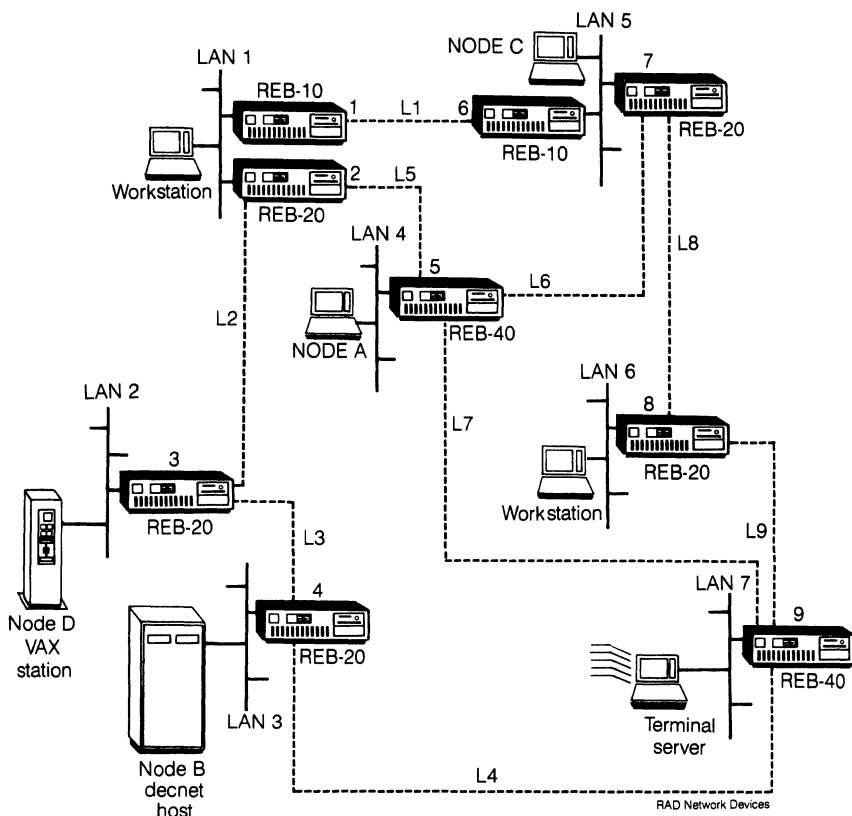 LAN 5
NODE C
7
LAN 1
REB-10
1
L1
6
REB-20
REB-10
Workstation
2
L5
REB-20
LAN 4
5
L8
L6
L2
NODE A
REB-40
LAN 6
LAN 2
8
L7
3
REB-20
Workstation
REB-20
L3
L9
4
LAN 7
9
Node D
VAX
station
REB-20
REB-40
LAN 3
Terminal
server
Node B
decnet
host
L4
RAD Network Devices